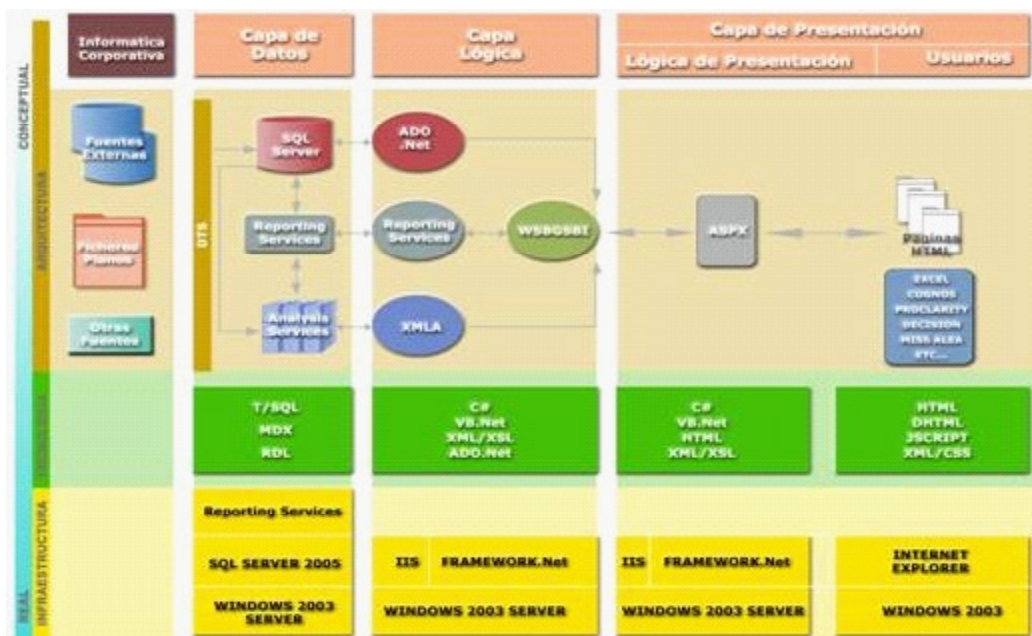 Informatica
Corporativa
Capa de
Datos
Capa
Lógica
Capa de Presentación
Lógica de Presentación
Usuarios
CONCEPTUAL
ARQUITECTURA
Fuentes
Externas
Ficheros
Planos
Otras
Fuentes
DTS
SQL
Server
Reporting
Services
Analysis
Services
ADO
.Net
Reporting
Services
XMLA
WSBGSBI
ASPX
Páginas
HTML
EXCEL
COGNOS
PROCLARITY
DECISION
MISS ALEA
ETC...
T/SQL
MDX
RDL
C#
VB.Net
XML/XSL
ADO.Net
C#
VB.Net
HTML
XML/XSL
HTML
DHTML
JSCRIPT
XML/CSS
REAL
INFRAESTRUCTURA
Reporting Services
SQL SERVER 2005
WINDOWS 2003
SERVER
IIS FRAMEWORK.Net
WINDOWS 2003 SERVER
IIS FRAMEWORK.Net
WINDOWS 2003 SERVER
INTERNET
EXPLORER
WINDOWS 2003